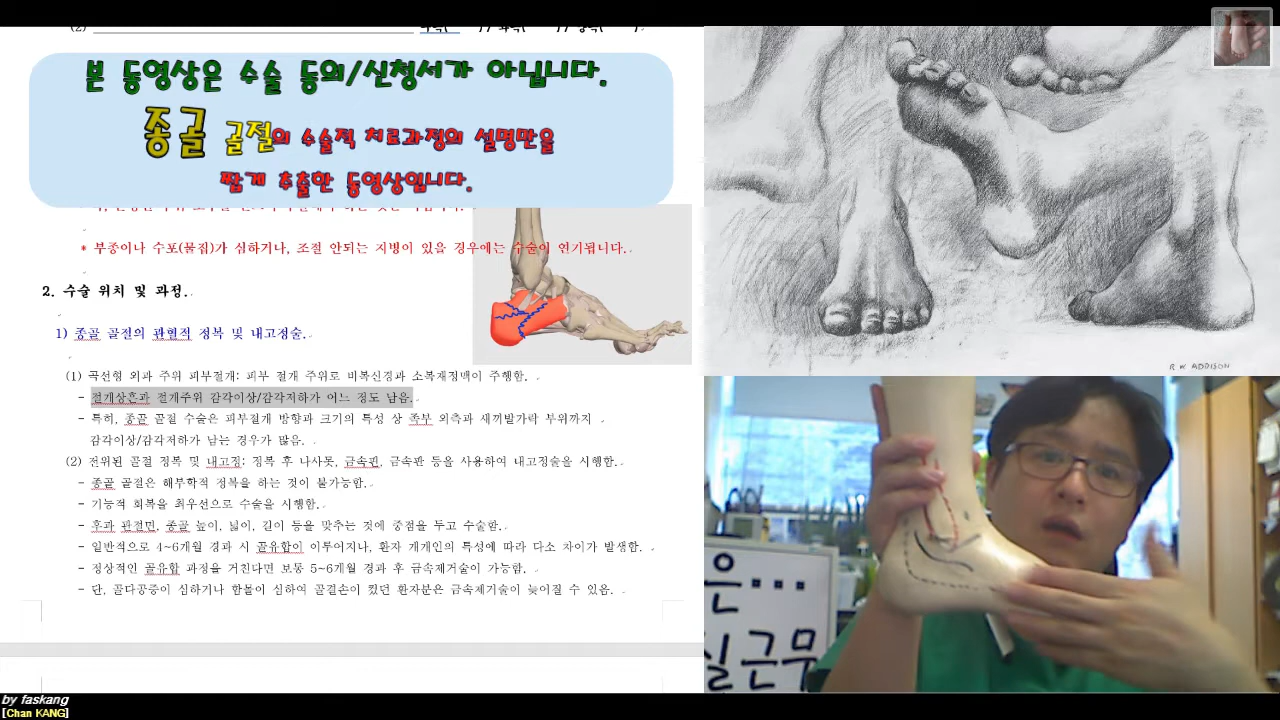 본 동영상은 수술 동의/신청서가 아닙니다.
종골 골절의 수술적 치료과정의 설명만을
짧게 추출한 동영상입니다.
* 부종이나 수포(물집)가 심하거나, 조절 안되는 지병이 있을 경우에는 수술이 연기됩니다.
2. 수술 위치 및 과정.
1) 종골 골절의 관혈적 정복 및 내고정술.
(1) 곡선형 외과 주위 피부절개: 피부 절개 주위로 비복신경과 소복재정맥이 주행함.
- 절개상흔과 절개주위 감각이상/감각저하가 어느 정도 남음.
- 특히, 종골 골절 수술은 피부절개 방향과 크기의 특성 상 족부 외측과 새끼발가락 부위까지
감각이상/감각저하가 남는 경우가 많음.
(2) 전위된 골절 정복 및 내고정: 정복 후 나사못, 금속핀, 금속판 등을 사용하여 내고정술을 시행함.
- 종골 골절은 해부학적 정복을 하는 것이 불가능함.
- 기능적 회복을 최우선으로 수술을 시행함.
- 후과 관절면, 종골 높이, 넓이, 길이 등을 맞추는 것에 중점을 두고 수술함.
- 일반적으로 4~6개월 경과 시 골유합이 이루어지나, 환자 개개인의 특성에 따라 다소 차이가 발생함.
- 정상적인 골유합 과정을 거친다면 보통 5~6개월 경과 후 금속제거술이 가능함.
- 단, 골다공증이 심하거나 함몰이 심하여 골결손이 컸던 환자분은 금속제거술이 늦어질 수 있음.
R W ADDISON
은...
실근무
by faskang
[Chan KANG]